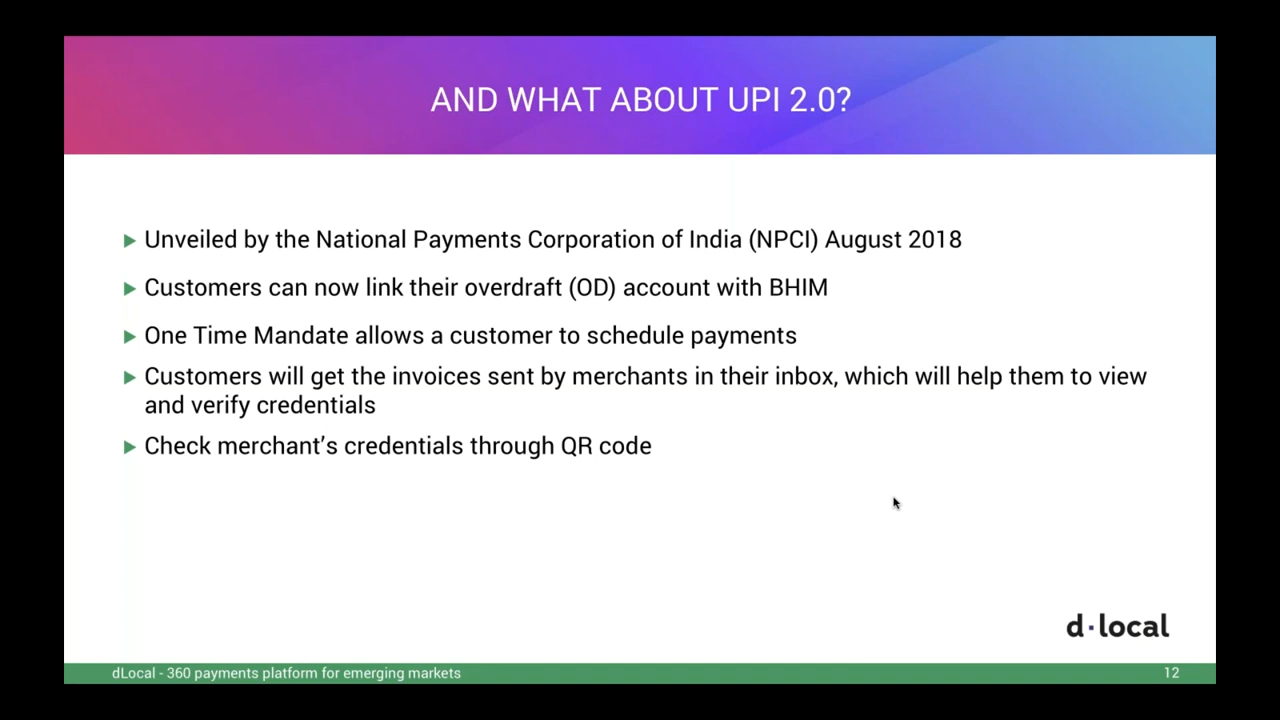 AND WHAT ABOUT UPI 2.0?
Unveiled by the National Payments Corporation of India (NPCI) August 2018
Customers can now link their overdraft (OD) account with BHIM
One Time Mandate allows a customer to schedule payments
Customers will get the invoices sent by merchants in their inbox, which will help them to view
and verify credentials
Check merchant’s credentials through QR code
d·local
dLocal - 360 payments platform for emerging markets
12